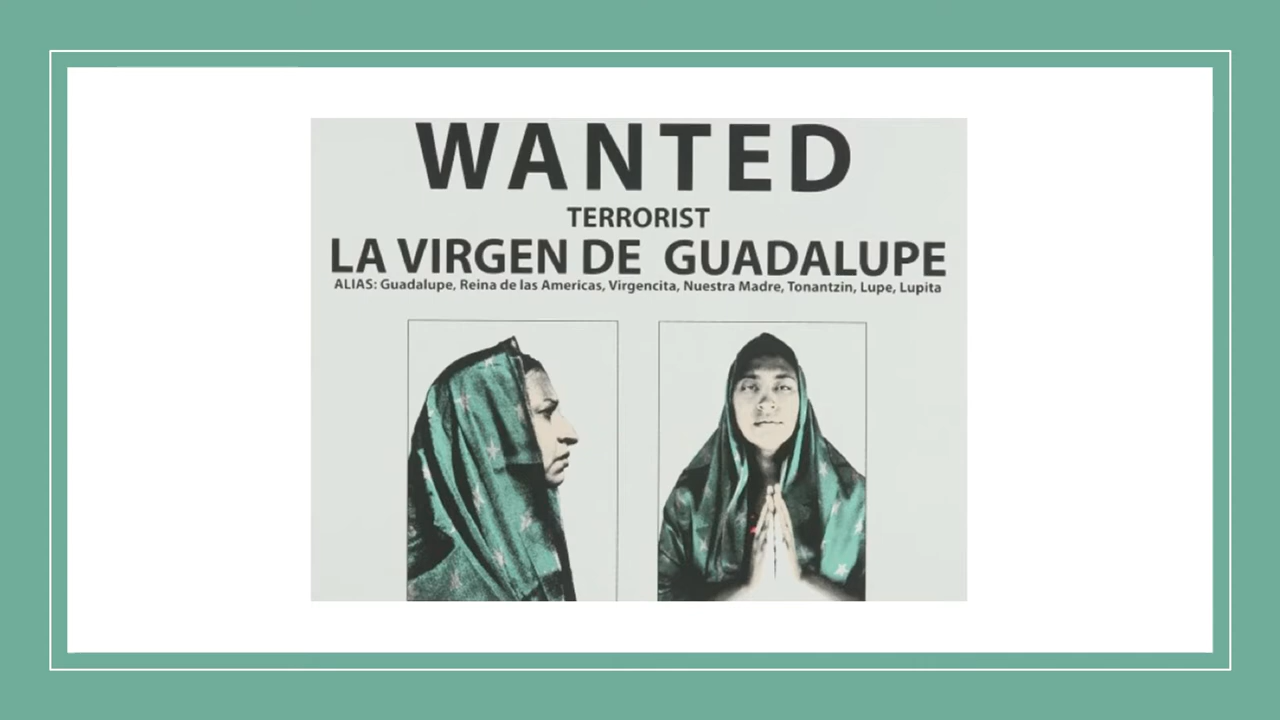 WANTED
TERRORIST
LA VIRGEN DE GUADALUPE
ALIAS: Guadalupe, Reina de las Americas, Virgencita, Nuestra Madre, Tonantzin, Lupe, Lupita